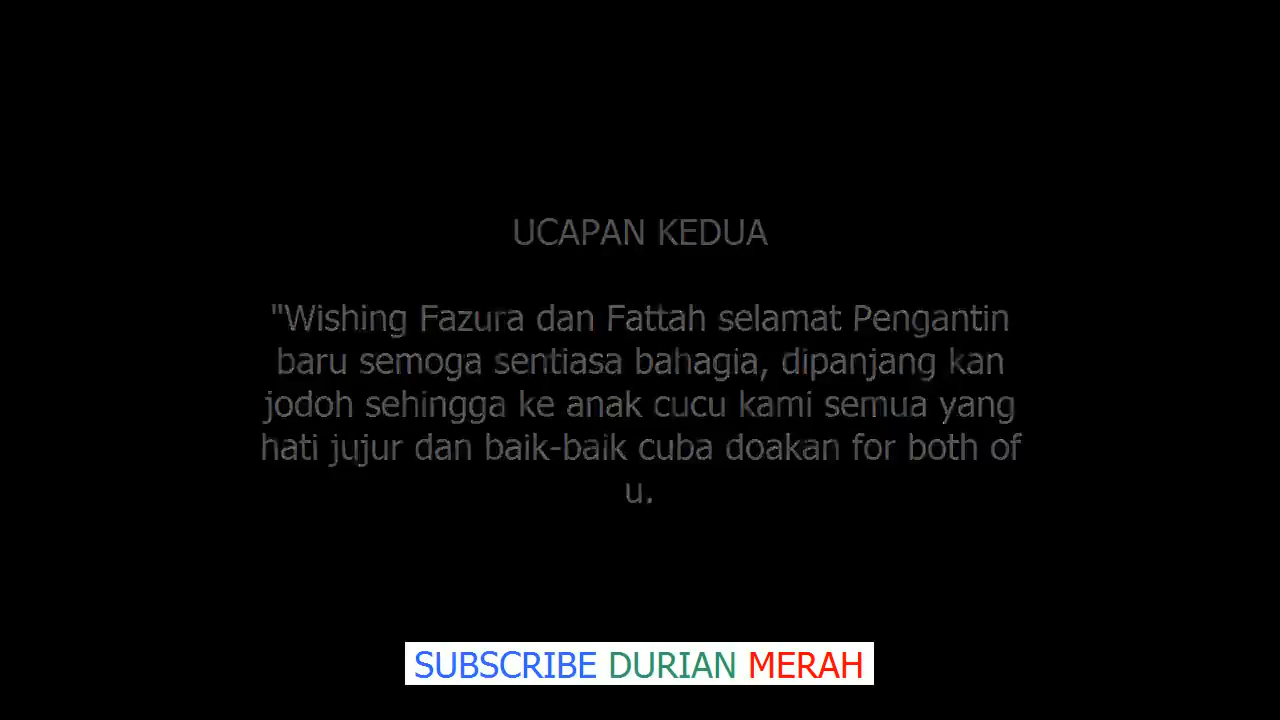 UCAPAN KEDUA
"Wishing Fazura dan Fattah selamat Pengantin
baru semoga sentiasa bahagia, dipanjang kan
jodoh sehingga ke anak cucu kami semua yang
hati jujur dan baik-baik cuba doakan for both of
u.
SUBSCRIBE DURIAN MERAH